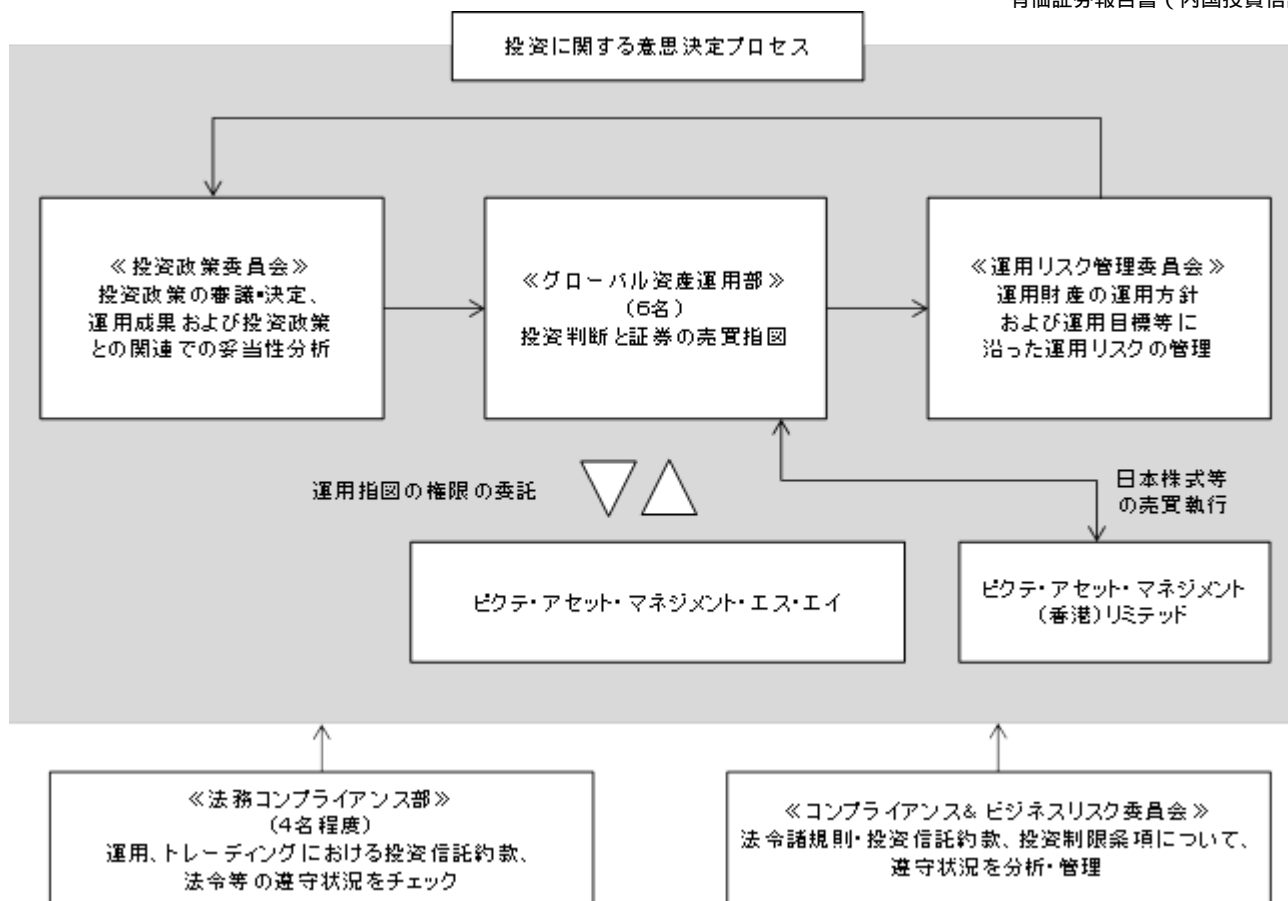 有価証券報告書(内国投資信
投資に関する意思決定プロセス
≪投資政策委員会≫
投資政策の審議・決定、
運用成果および投資政策
との関連での妥当性分析
≪グローバル資産運用部≫
(6名)
投資判断と証券の売買指図
≪運用リスク管理委員会≫
運用財産の運用方針
および運用目標等に
沿った運用リスクの管理
運用指図の権限の委託
日本株式等
の売買執行
ピクテ・アセット・マネジメント・エス・エイ
ピクテ・アセット・マネジメント
(香港)リミテッド
≪法務コンプライアンス部≫
(4名程度)
運用、トレーディングにおける投資信託約款、
法令等の遵守状況をチェック
≪コンプライアンス& ビジネスリスク委員会≫
法令諸規則・投資信託約款、投資制限条項について、
遵守状況を分析・管理